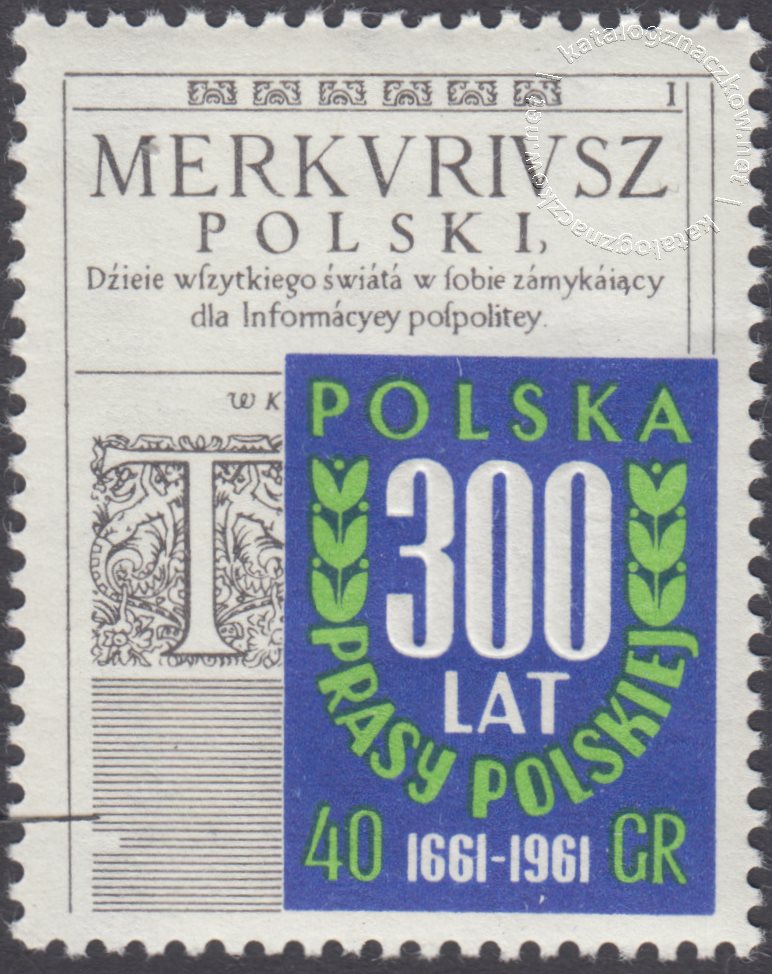 I
MERKVRIVSZ
POLSKI,
Dźieie wſzytkiego świátá w ſobie zámykáiący
dla Informácyey poſpolitey.
W K
T
POLSKA
300
LAT
PRASY POLSKIEJ
40 1661-1961 GR
katalogznaczkow.net / katalogznaczkow.net /